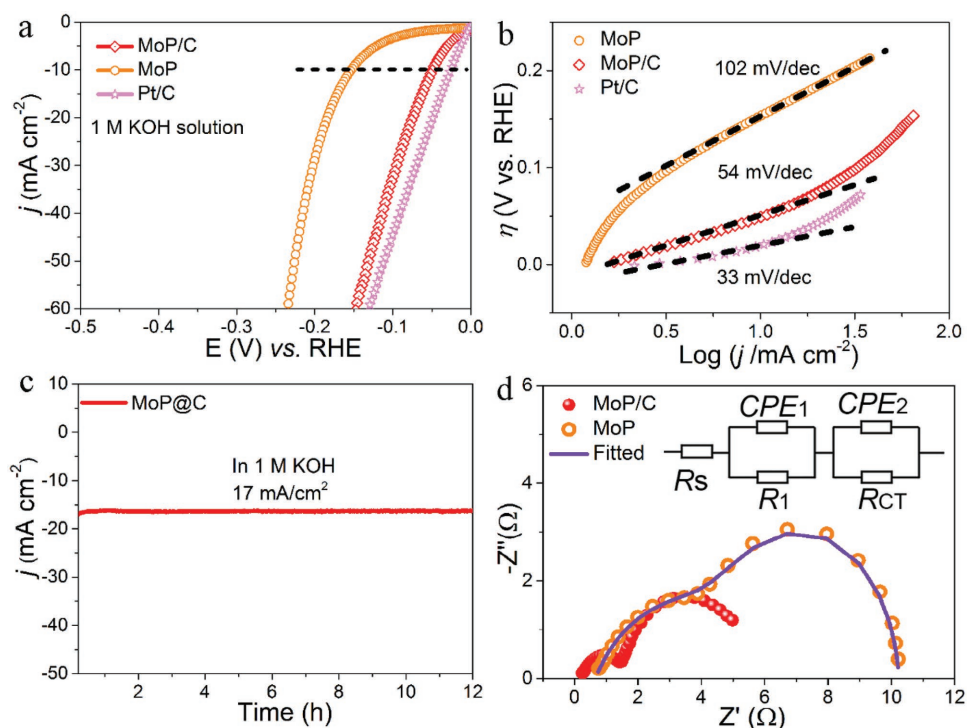 a
0
-10
-20
-30
-40
-50
-60
j (mA cm⁻²)
MoP/C
MoP
Pt/C
1 M KOH solution
-0.5 -0.4 -0.3 -0.2 -0.1 0.0
E (V) vs. RHE
b
0.2
0.1
0.0
η (V vs. RHE)
MoP
MoP/C
Pt/C
102 mV/dec
54 mV/dec
33 mV/dec
0.0 0.5 1.0 1.5 2.0
Log (j /mA cm⁻²)
c
10
0
-10
-20
-30
-40
-50
j (mA cm⁻²)
MoP@C
In 1 M KOH
17 mA/cm²
2 4 6 8 10 12
Time (h)
d
6
4
2
0
-Z''(Ω)
MoP/C
MoP
Fitted
CPE₁ CPE₂
Rs
R₁ RCT
0 2 4 6 8 10 12
Z' (Ω)